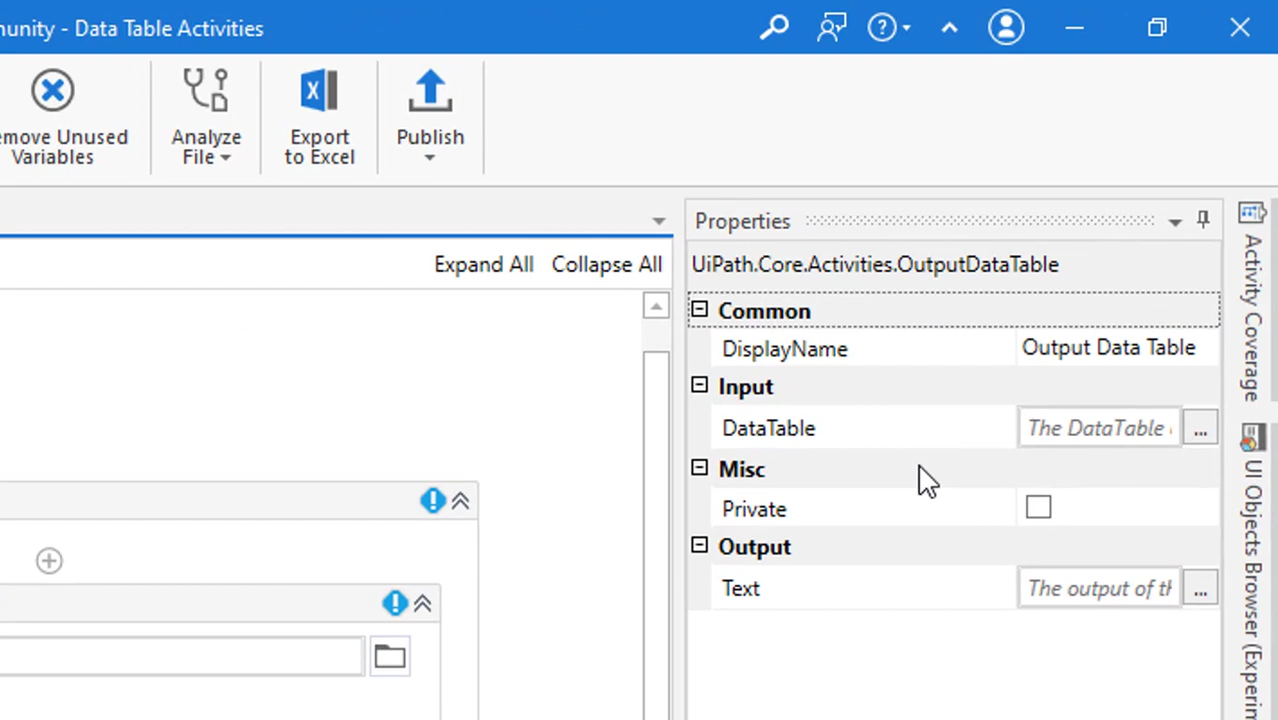 unity - Data Table Activities
move Unused
Variables
Analyze
File
Export
to Excel
Publish
Properties
Expand All Collapse All
UiPath.Core.Activities.OutputDataTable
Common
DisplayName Output Data Table
Input
DataTable The DataTable
...
Misc
Private
Output
Text The output of th
...
Activity Coverage
UI Objects Browser (Experim